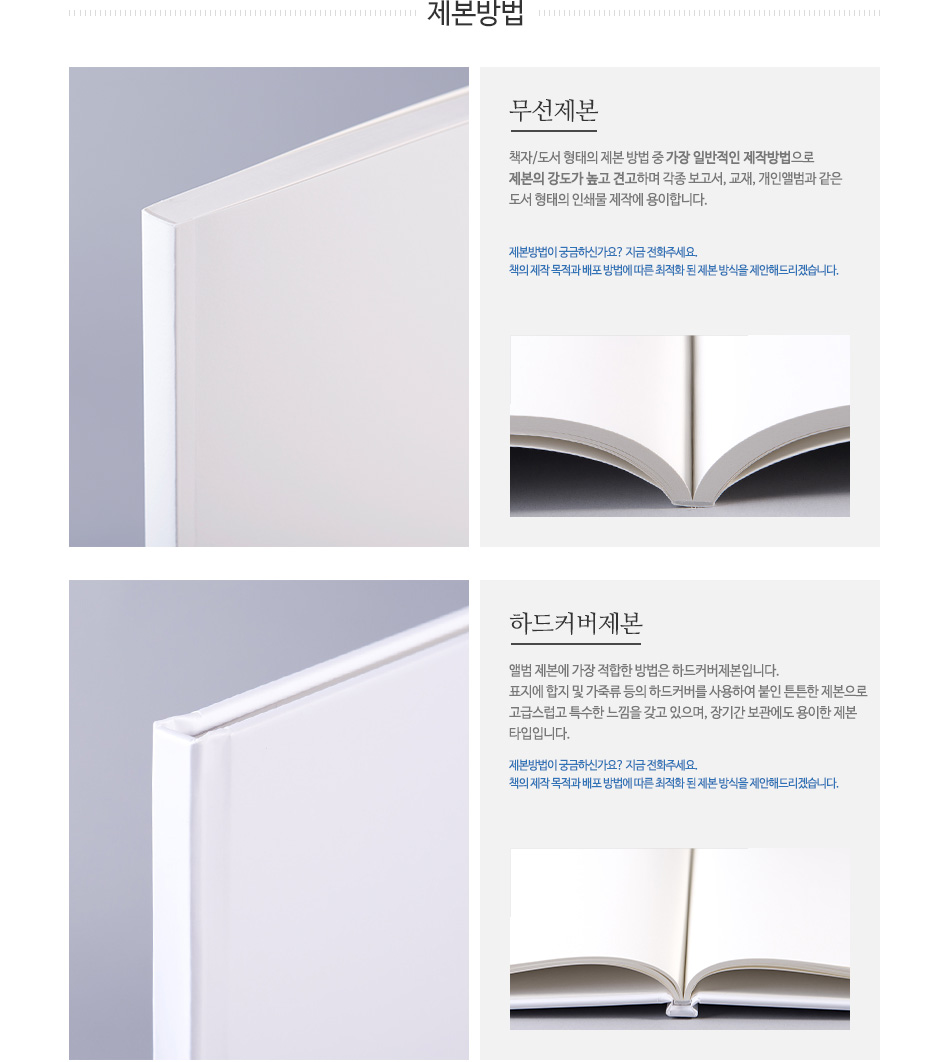 제본방법
무선제본
책자/도서 형태의 제본 방법 중 가장 일반적인 제작방법으로
제본의 강도가 높고 견고하며 각종 보고서, 교재, 개인앨범과 같은
도서 형태의 인쇄물 제작에 용이합니다.
제본방법이 궁금하신가요? 지금 전화주세요.
책의 제작 목적과 배포 방법에 따른 최적화 된 제본 방식을 제안해드리겠습니다.
하드커버제본
앨범 제본에 가장 적합한 방법은 하드커버제본입니다.
표지에 합지 및 가죽류 등의 하드커버를 사용하여 붙인 튼튼한 제본으로
고급스럽고 특수한 느낌을 갖고 있으며, 장기간 보관에도 용이한 제본
타입입니다.
제본방법이 궁금하신가요? 지금 전화주세요.
책의 제작 목적과 배포 방법에 따른 최적화 된 제본 방식을 제안해드리겠습니다.